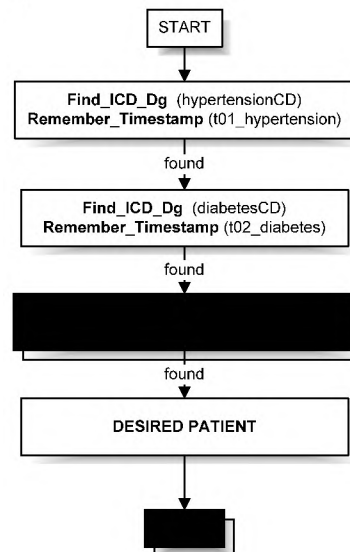 START
Find_ICD_Dg (hypertensionCD)
Remember_Timestamp (t01_hypertension)
found
Find_ICD_Dg (diabetesCD)
Remember_Timestamp (t02_diabetes)
found
found
DESIRED PATIENT